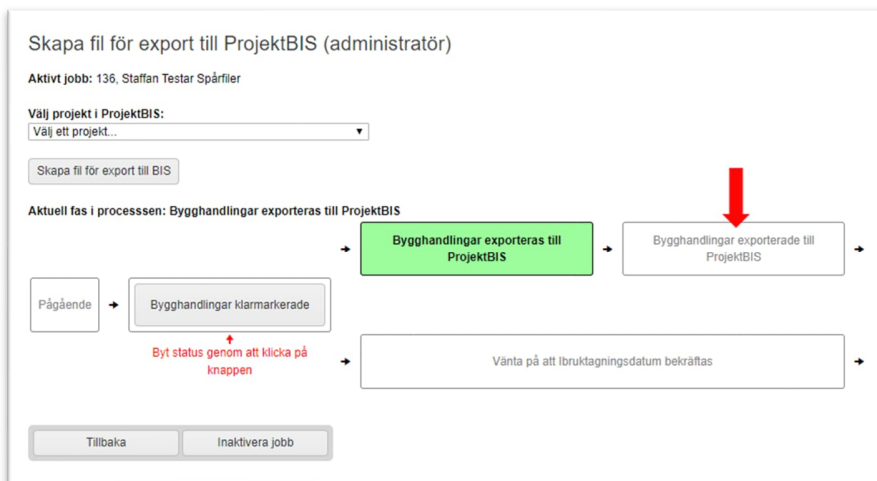 Skapa fil för export till ProjektBIS (administratör)
Aktivt jobb: 136, Staffan Testar Spårfiler
Välj projekt i ProjektBIS:
Välj ett projekt...
Skapa fil för export till BIS
Aktuell fas i processsen: Bygghandlingar exporteras till ProjektBIS
Bygghandlingar exporteras till
ProjektBIS
Bygghandlingar exporterade till
ProjektBIS
Pågående
Bygghandlingar klarmarkerade
Byt status genom att klicka på
knappen
Vänta på att Ibruktagningsdatum bekräftas
Tillbaka
Inaktivera jobb